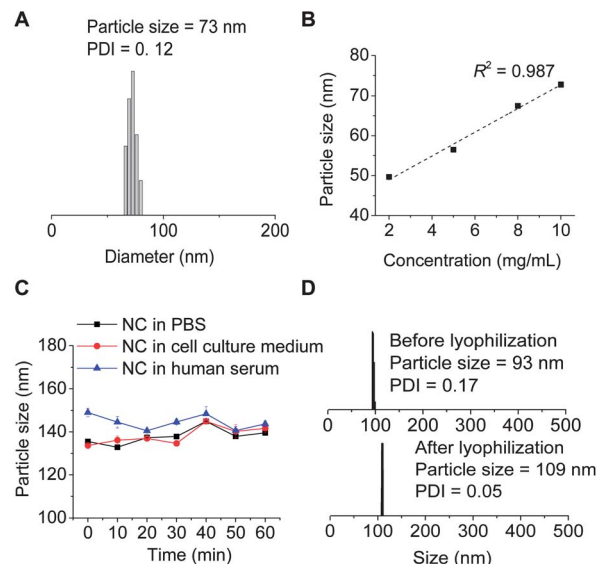 A
Particle size = 73 nm
PDI = 0. 12
0 100 200
Diameter (nm)
B
R² = 0.987
80
70
60
50
40
Particle size (nm)
2 4 6 8 10
Concentration (mg/mL)
C
NC in PBS
NC in cell culture medium
NC in human serum
180
160
140
120
100
Particle size (nm)
0 10 20 30 40 50 60
Time (min)
D
Before lyophilization
Particle size = 93 nm
PDI = 0.17
0 100 200 300 400 500
After lyophilization
Particle size = 109 nm
PDI = 0.05
0 100 200 300 400 500
Size (nm)